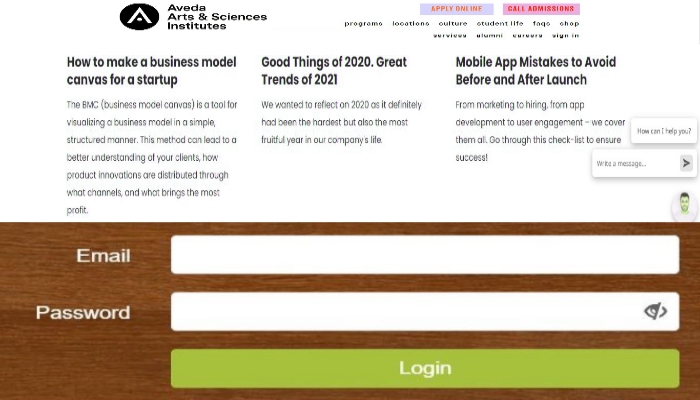 Aveda
Arts & Sciences
Institutes
APPLY ONLINE CALL ADMISSIONS
programs locations culture student life faqs shop
services alumni careers sign in
How to make a business model
canvas for a startup
The BMC (business model canvas) is a tool for
visualizing a business model in a simple,
structured manner. This method can lead to a
better understanding of your clients, how
product innovations are distributed through
what channels, and what brings the most
profit.
Good Things of 2020. Great
Trends of 2021
We wanted to reflect on 2020 as it definitely
had been the hardest but also the most
fruitful year in our company's life.
Mobile App Mistakes to Avoid
Before and After Launch
From marketing to hiring, from app
development to user engagement – we cover
them all. Go through this check-list to ensure
success!
How can I help you?
Write a message...
Email
Password
Login